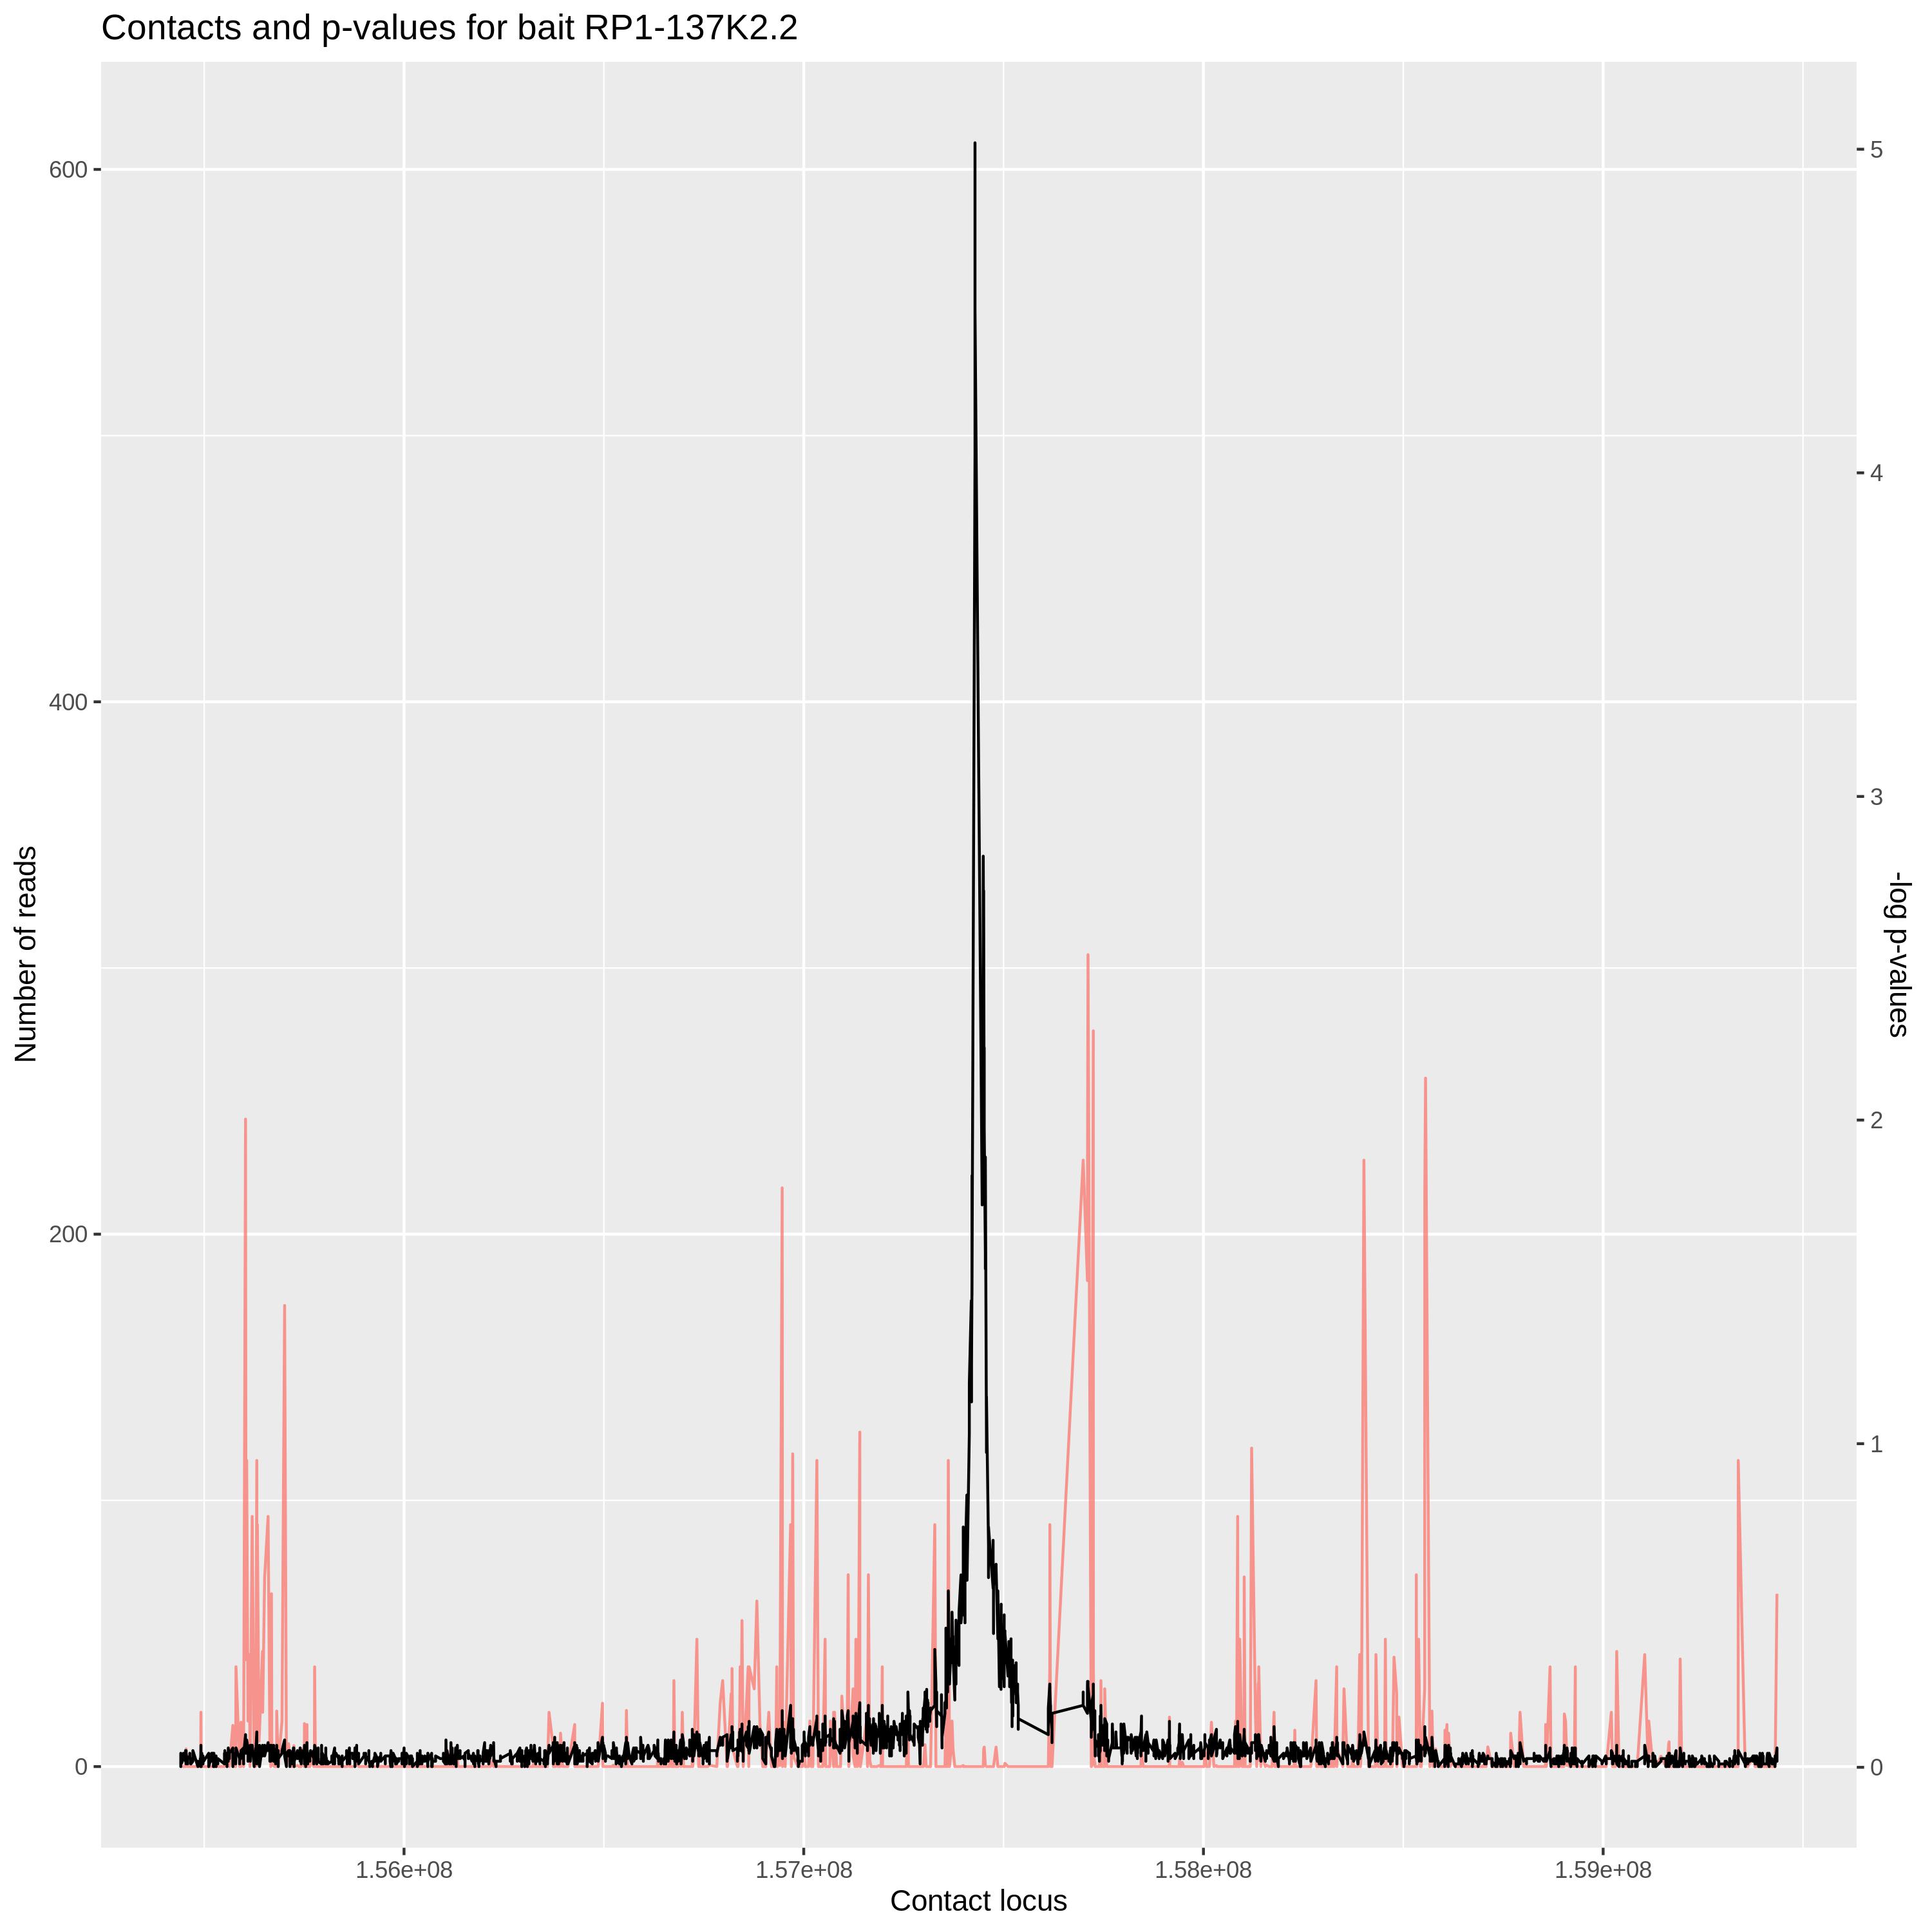 Contacts and p-values for bait RP1-137K2.2
600
400
200
0
Number of reads
5
4
3
2
1
0
-log p-values
1.56e+08
1.57e+08
1.58e+08
1.59e+08
Contact locus